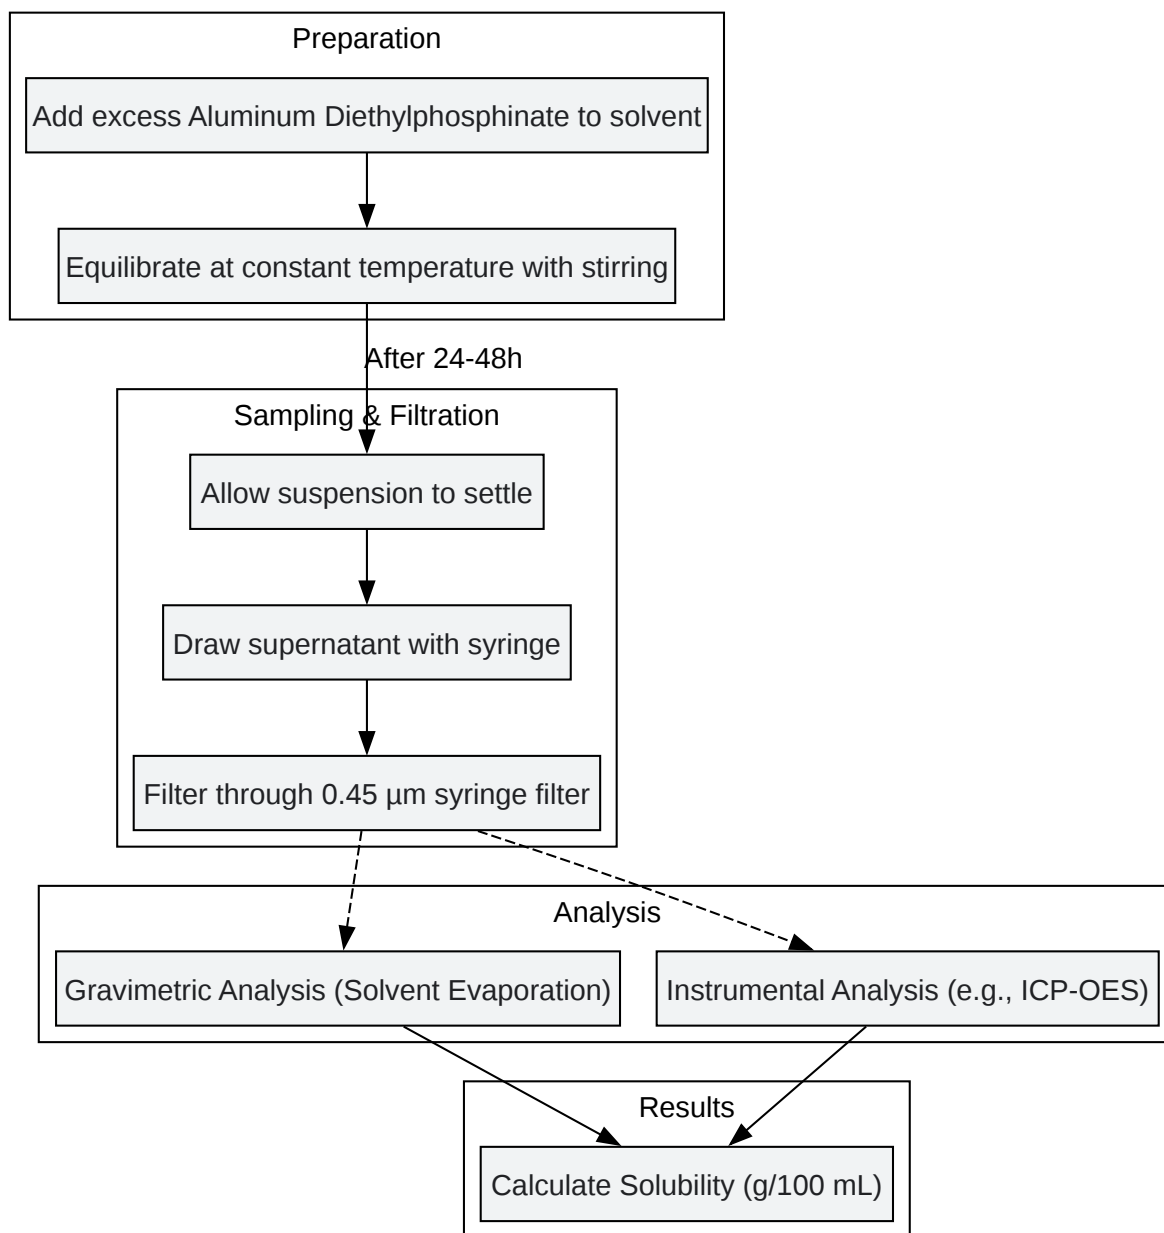 Preparation
Add excess Aluminum Diethylphosphinate to solvent
Equilibrate at constant temperature with stirring
After 24-48h
Sampling & Filtration
Allow suspension to settle
Draw supernatant with syringe
Filter through 0.45 µm syringe filter
Analysis
Gravimetric Analysis (Solvent Evaporation)
Instrumental Analysis (e.g., ICP-OES)
Results
Calculate Solubility (g/100 mL)